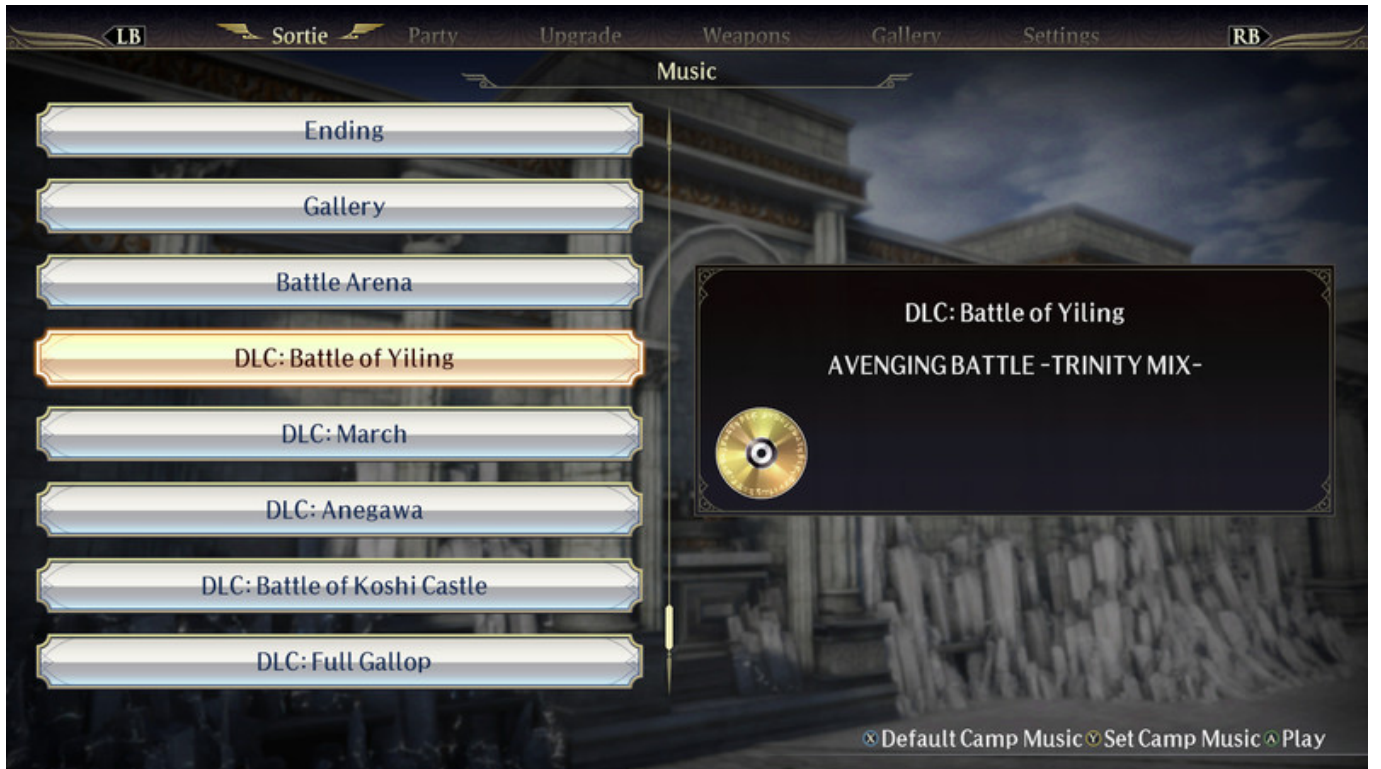 LB Sortie Party Upgrade Weapons Gallery Settings RB
Music
Ending
Gallery
Battle Arena
DLC: Battle of Yiling
DLC: March
DLC: Anegawa
DLC: Battle of Koshi Castle
DLC: Full Gallop
DLC: Battle of Yiling
AVENGING BATTLE -TRINITY MIX-
X Default Camp Music Y Set Camp Music A Play